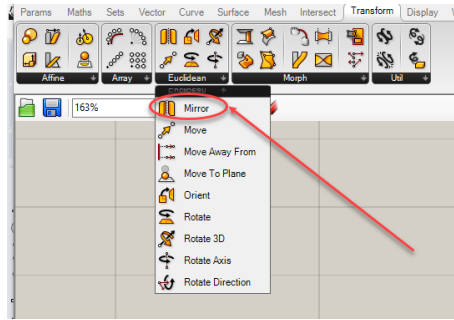 Params Maths Sets Vector Curve Surface Mesh Intersect Transform Display
Affine Array Euclidean Morph Util
163%
Mirror
Move
Move Away From
Move To Plane
Orient
Rotate
Rotate 3D
Rotate Axis
Rotate Direction